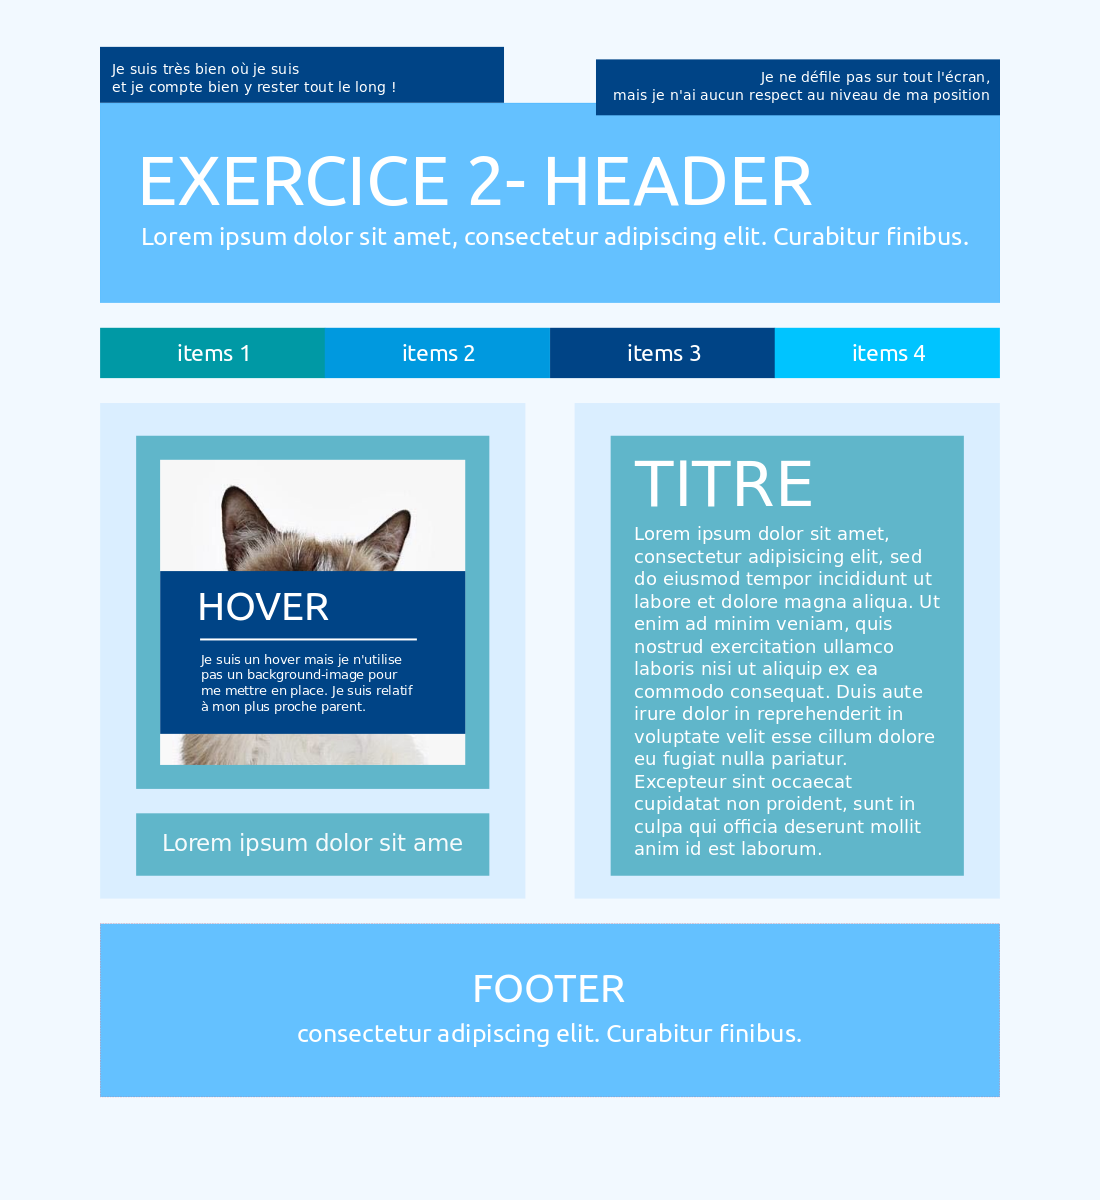 Je suis très bien où je suis
et je compte bien y rester tout le long !
Je ne défile pas sur tout l'écran,
mais je n'ai aucun respect au niveau de ma position
EXERCICE 2- HEADER
Lorem ipsum dolor sit amet, consectetur adipiscing elit. Curabitur finibus.
items 1
items 2
items 3
items 4
HOVER
Je suis un hover mais je n'utilise
pas un background-image pour
me mettre en place. Je suis relatif
à mon plus proche parent.
Lorem ipsum dolor sit ame
TITRE
Lorem ipsum dolor sit amet,
consectetur adipisicing elit, sed
do eiusmod tempor incididunt ut
labore et dolore magna aliqua. Ut
enim ad minim veniam, quis
nostrud exercitation ullamco
laboris nisi ut aliquip ex ea
commodo consequat. Duis aute
irure dolor in reprehenderit in
voluptate velit esse cillum dolore
eu fugiat nulla pariatur.
Excepteur sint occaecat
cupidatat non proident, sunt in
culpa qui officia deserunt mollit
anim id est laborum.
FOOTER
consectetur adipiscing elit. Curabitur finibus.